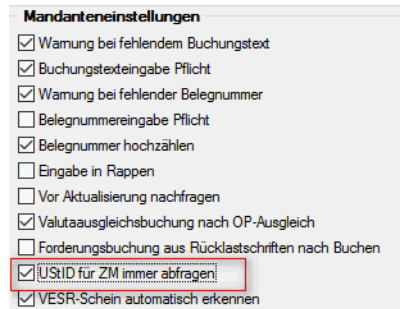 Mandanteneinstellungen
Warnung bei fehlendem Buchungstext
Buchungstexteingabe Pflicht
Warnung bei fehlender Belegnummer
Belegnummereingabe Pflicht
Belegnummer hochzählen
Eingabe in Rappen
Vor Aktualisierung nachfragen
Valutaausgleichsbuchung nach OP-Ausgleich
Forderungsbuchung aus Rücklastschriften nach Buchen
UStID für ZM immer abfragen
VESR-Schein automatisch erkennen